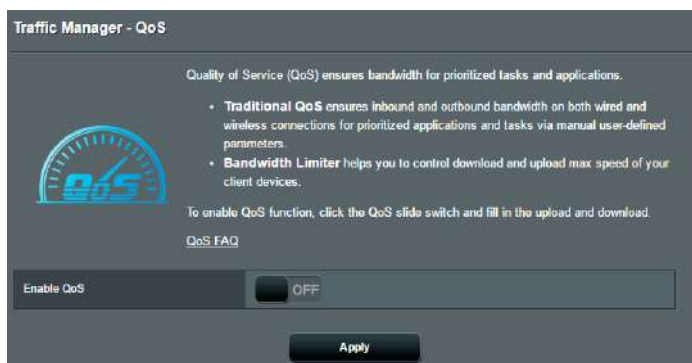 Traffic Manager - QoS
Quality of Service (QoS) ensures bandwidth for prioritized tasks and applications.
• Traditional QoS ensures inbound and outbound bandwidth on both wired and
wireless connections for prioritized applications and tasks via manual user-defined
parameters.
• Bandwidth Limiter helps you to control download and upload max speed of your
client devices.
QoS
To enable QoS function, click the QoS slide switch and fill in the upload and download.
QoS FAQ
Enable QoS
OFF
Apply